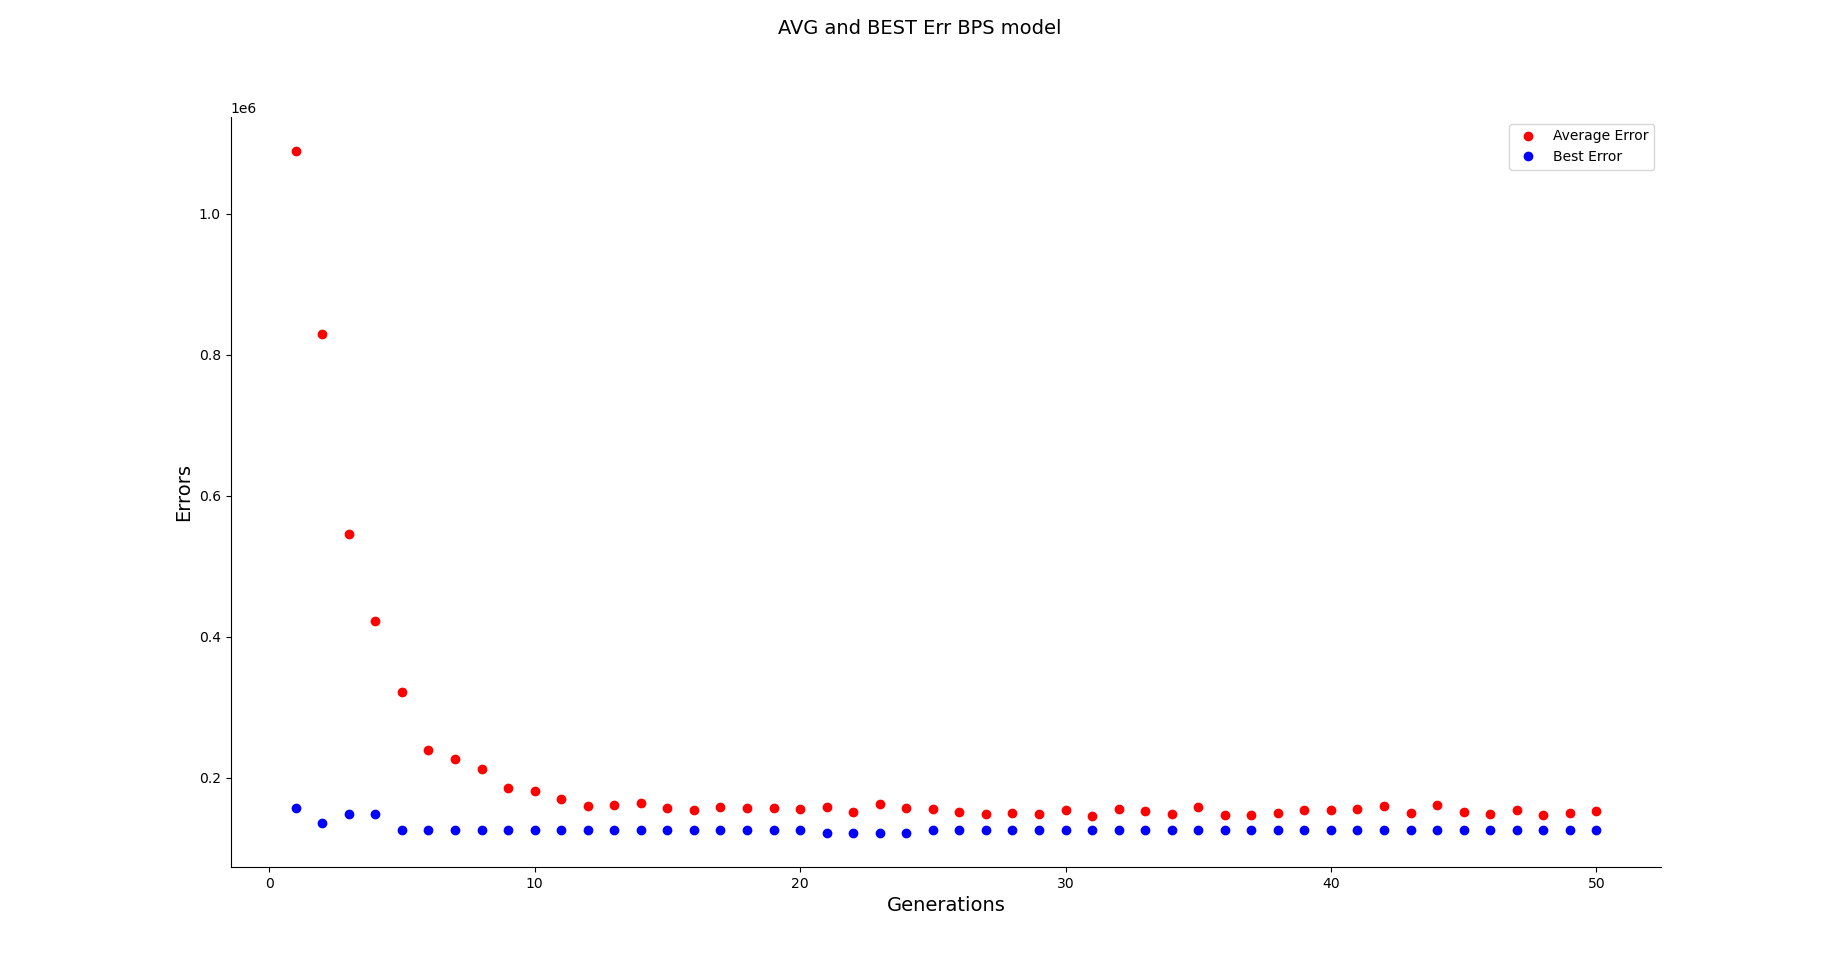 AVG and BEST Err BPS model
1e6
Average Error
Best Error
1.0
0.8
0.6
0.4
0.2
Errors
0 10 20 30 40 50
Generations